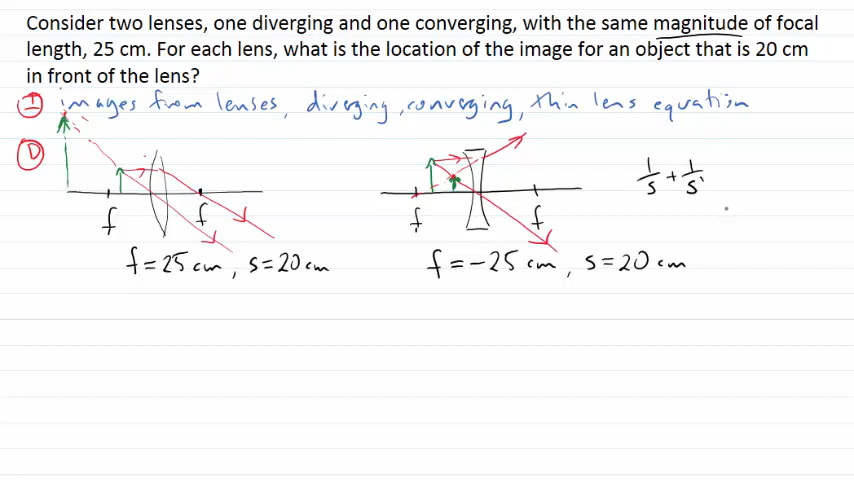 Consider two lenses, one diverging and one converging, with the same magnitude of focal
length, 25 cm. For each lens, what is the location of the image for an object that is 20 cm
in front of the lens?
I images from lenses, diverging, converging, thin lens equation
D
1/s + 1/s'
f f f f
f = 25 cm, s = 20 cm f = -25 cm, s = 20 cm